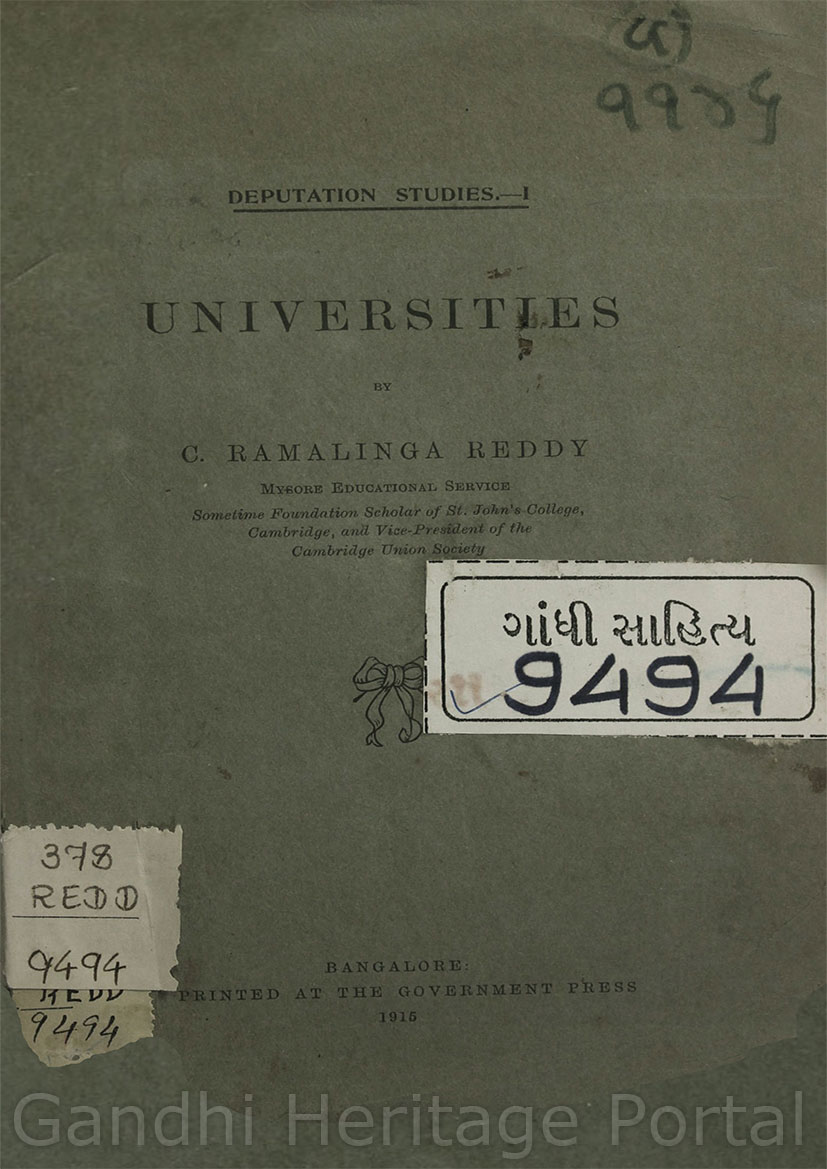 (ય)
૧૧૪૬
DEPUTATION STUDIES.—I
UNIVERSITIES
BY
C. RAMALINGA REDDY
MYSORE EDUCATIONAL SERVICE
Sometime Foundation Scholar of St. John's College,
Cambridge, and Vice-President of the
Cambridge Union Society
ગાંધી સાહિત્ય
9494
378
REDD
9494
REDD
9494
BANGALORE:
PRINTED AT THE GOVERNMENT PRESS
1915
Gandhi Heritage Portal